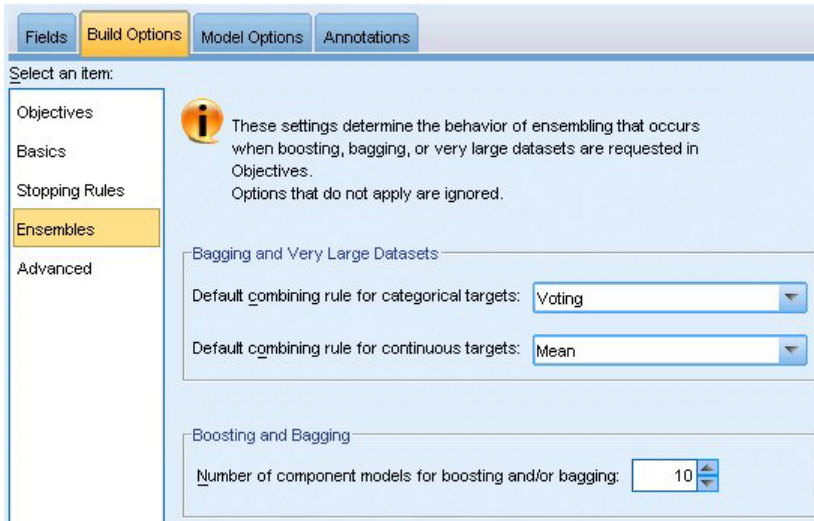 Fields Build Options Model Options Annotations
Select an item:
Objectives
Basics
Stopping Rules
Ensembles
Advanced
i
These settings determine the behavior of ensembling that occurs
when boosting, bagging, or very large datasets are requested in
Objectives.
Options that do not apply are ignored.
Bagging and Very Large Datasets
Default combining rule for categorical targets: Voting
Default combining rule for continuous targets: Mean
Boosting and Bagging
Number of component models for boosting and/or bagging: 10